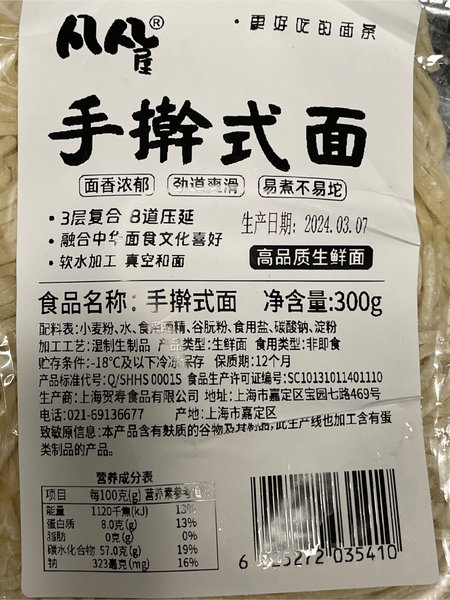 凡凡屋®
·更好吃的面条
手擀式面
面香浓郁 劲道爽滑 易煮不易坨
• 3层复合 8道压延
生产日期: 2024.03.07
• 融合中华面食文化喜好
• 软水加工 真空和面
高品质生鲜面
食品名称: 手擀式面 净含量:300g
配料表:小麦粉、水、食用酒精、谷朊粉、食用盐、碳酸钠、淀粉
加工工艺: 湿制生制品 产品类型: 生鲜面 食用类型: 非即食
贮存条件: -18℃及以下冷冻保存 保质期: 12个月
产品标准代号: Q/SHHS 0001S 食品生产许可证编号: SC10131011401110
生产商: 上海贺寿食品有限公司 地址: 上海市嘉定区宝园七路469号
电话: 021-69136677 产地: 上海市嘉定区
致敏原信息: 本产品含有麸质的谷物及其制品,此生产线也加工含有蛋
类制品的产品。
营养成分表
项目 每100克(g) 营养素参考
能量 1120千焦(kJ) 13%
蛋白质 8.0克(g) 13%
脂肪 0克(g) 0%
碳水化合物 57.0克(g) 19%
钠 323毫克(mg) 16%
5272 035410